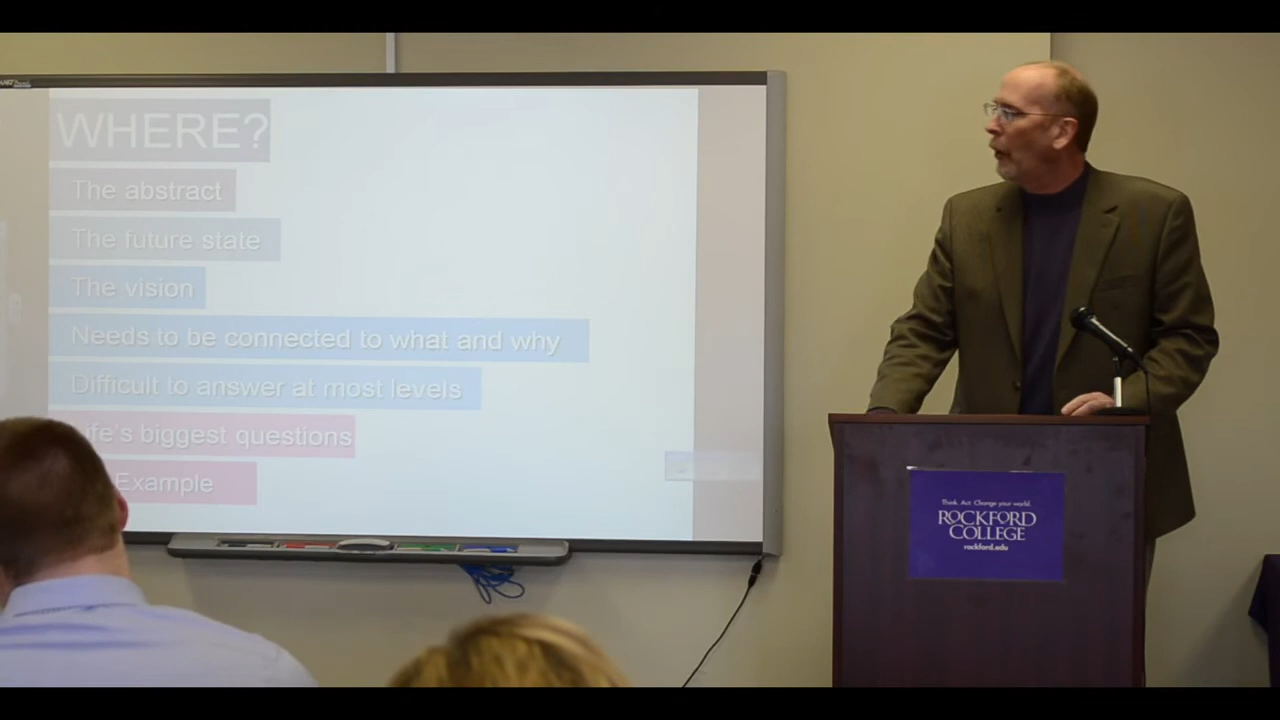 WHERE?
The abstract
The future state
The vision
Needs to be connected to what and why
Difficult to answer at most levels
ife's biggest questions
Example
Think. Act. Change your world.
ROCKFORD
COLLEGE
rockford.edu